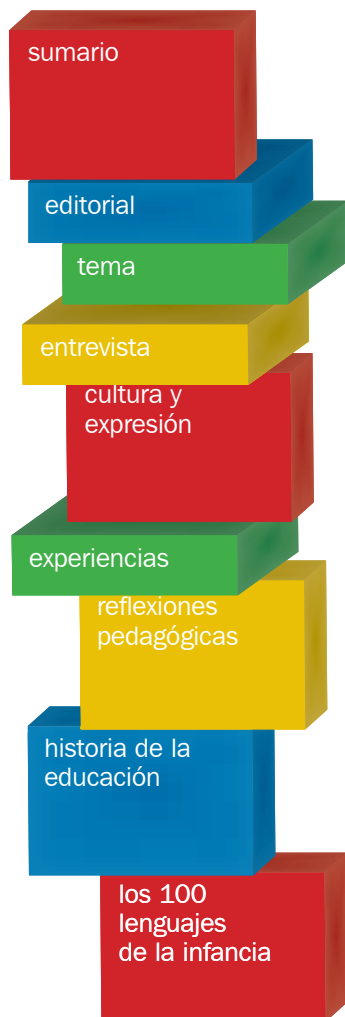 sumario
editorial
tema
entrevista
cultura y
expresión
experiencias
reflexiones
pedagógicas
historia de la
educación
los 100
lenguajes
de la infancia